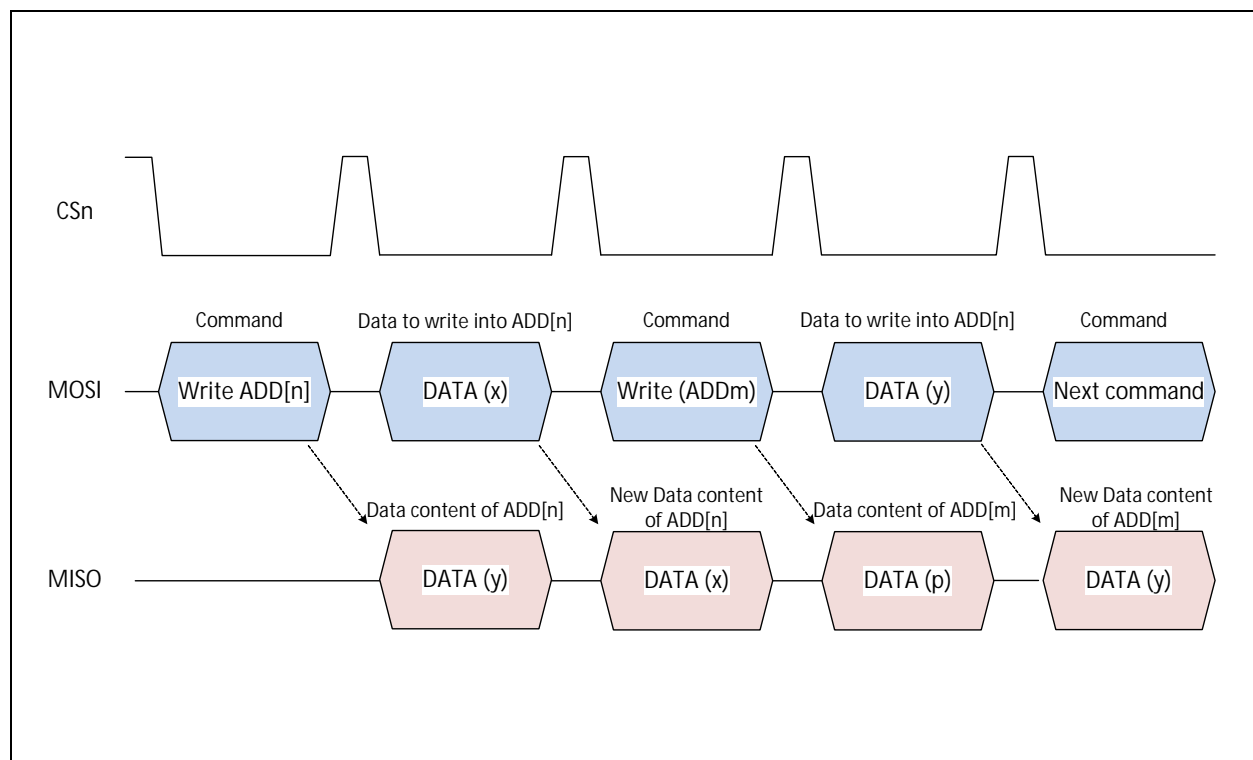 CSn
Command
Data to write into ADD[n]
Command
Data to write into ADD[n]
Command
MOSI
Write ADD[n]
DATA (x)
Write (ADDm)
DATA (y)
Next command
Data content of ADD[n]
New Data content
of ADD[n]
Data content of ADD[m]
New Data content
of ADD[m]
MISO
DATA (y)
DATA (x)
DATA (p)
DATA (y)